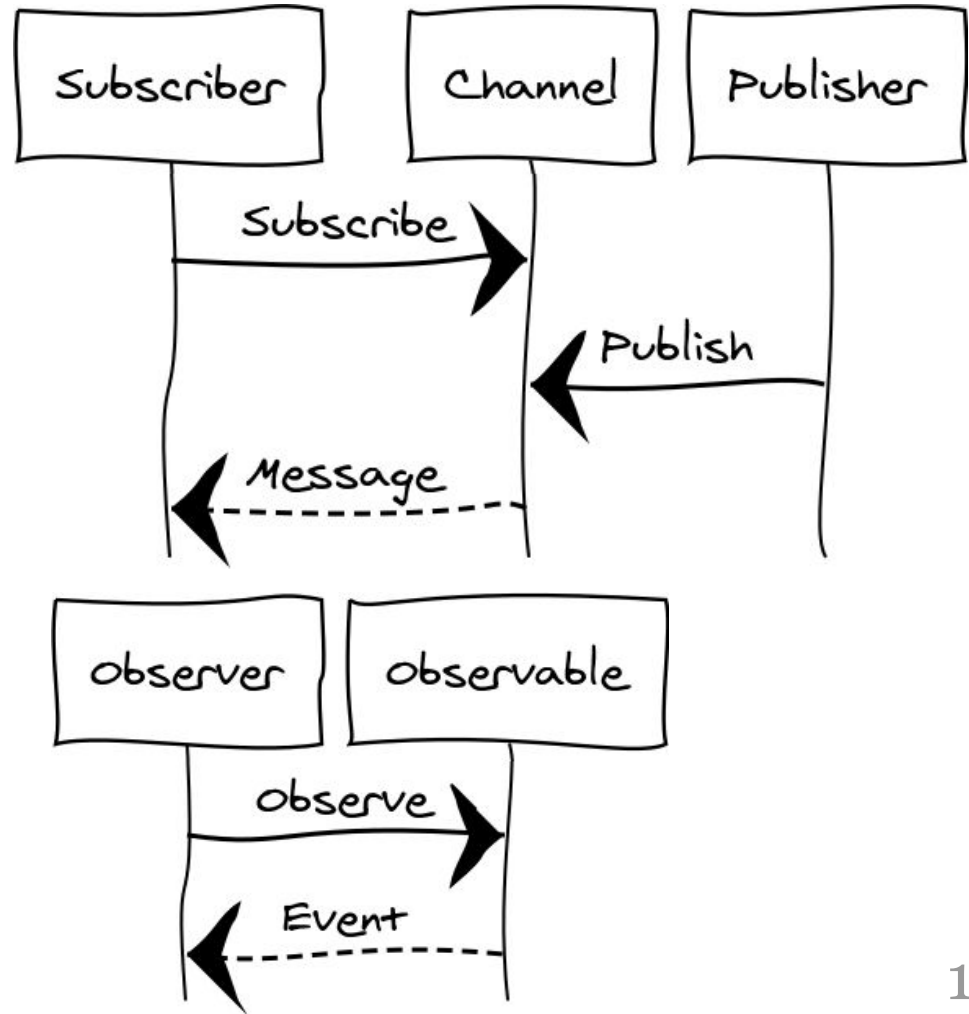 Subscriber Channel Publisher
Subscribe
Publish
Message
Observer Observable
Observe
Event
1